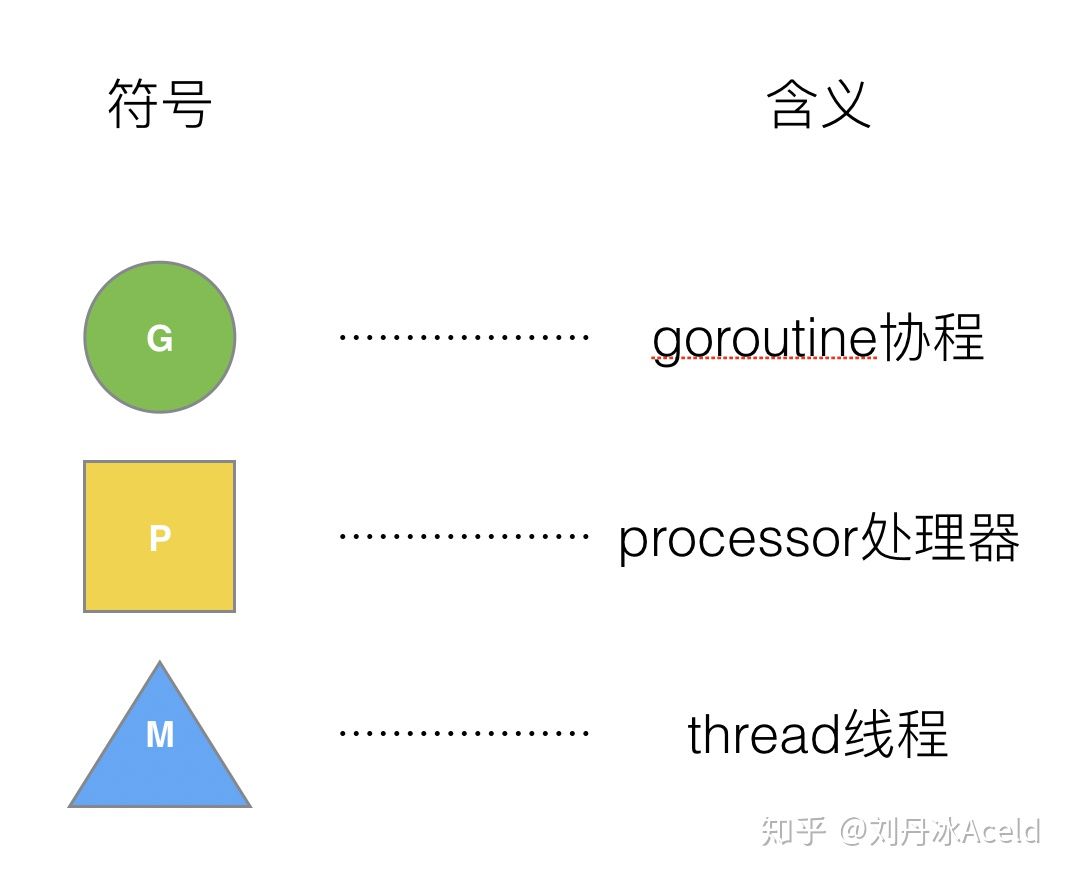 符号 含义
G goroutine协程
P processor处理器
M thread线程
知乎 @刘丹冰Aceld